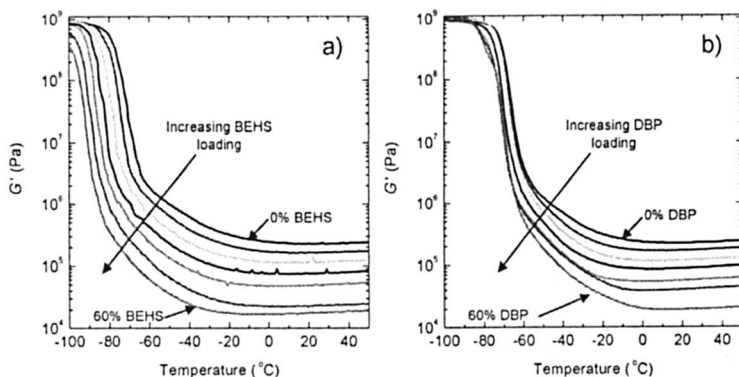 a)
10⁹
10⁸
10⁷
10⁶
10⁵
10⁴
G' (Pa)
Increasing BEHS
loading
0% BEHS
60% BEHS
-100 -80 -60 -40 -20 0 20 40
Temperature (°C)
b)
10⁹
10⁸
10⁷
10⁶
10⁵
10⁴
G' (Pa)
Increasing DBP
loading
0% DBP
60% DBP
-100 -80 -60 -40 -20 0 20 40
Temperature (°C)